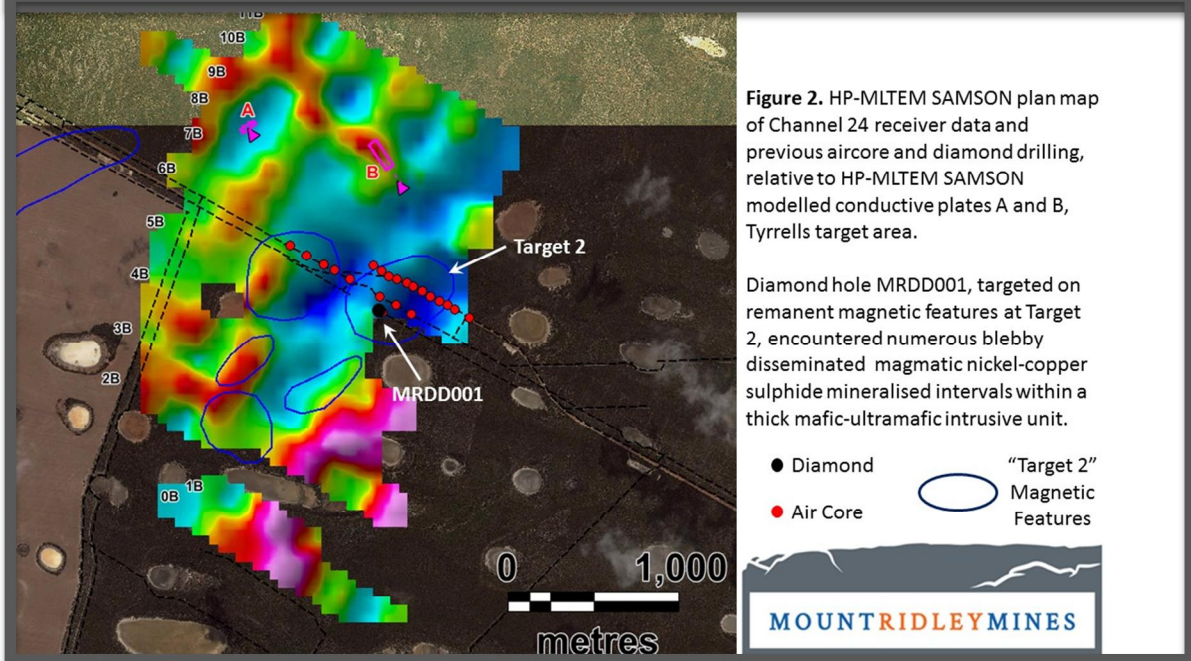 11B
10B
9B
8B
A
7B
B
6B
5B
Target 2
4B
3B
2B
MRDD001
1B
0B
0 1,000
metres
Figure 2. HP-MLTEM SAMSON plan map
of Channel 24 receiver data and
previous aircore and diamond drilling,
relative to HP-MLTEM SAMSON
modelled conductive plates A and B,
Tyrrells target area.
Diamond hole MRDD001, targeted on
remanent magnetic features at Target
2, encountered numerous blebby
disseminated magmatic nickel-copper
sulphide mineralised intervals within a
thick mafic-ultramafic intrusive unit.
Diamond
Air Core
“Target 2”
Magnetic
Features
MOUNTRIDLEYMINES